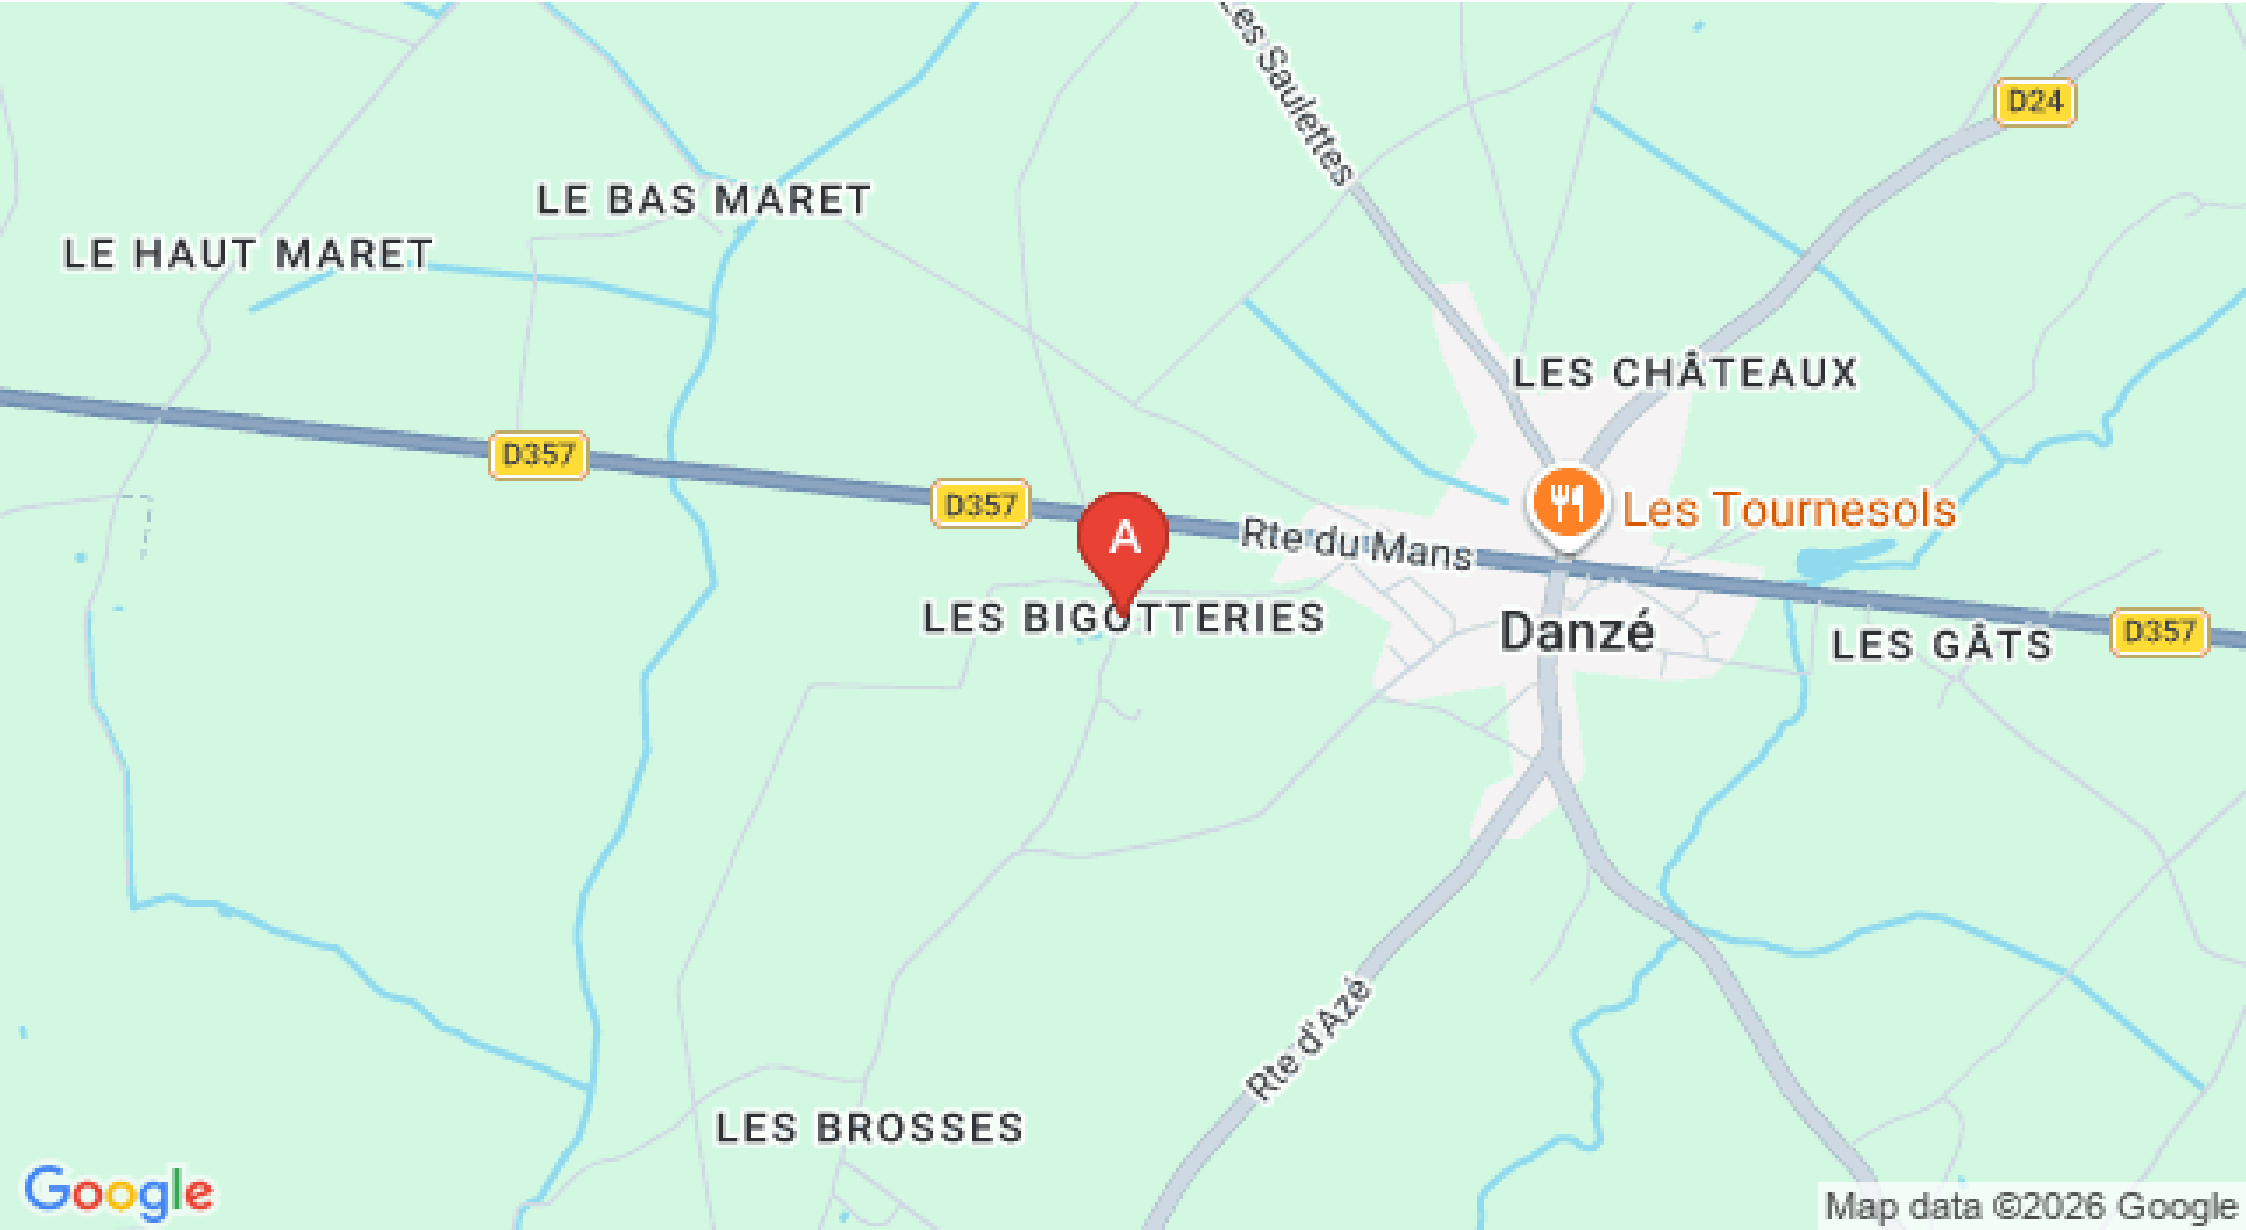 Les Saulettes
D24
LE BAS MARET
LE HAUT MARET
LES CHÂTEAUX
D357
D357
A
Les Tournesols
Rte du Mans
LES BIGOTTERIES
Danzé
LES GÂTS
D357
Rte d'Azé
LES BROSSES
Google
Map data ©2026 Google